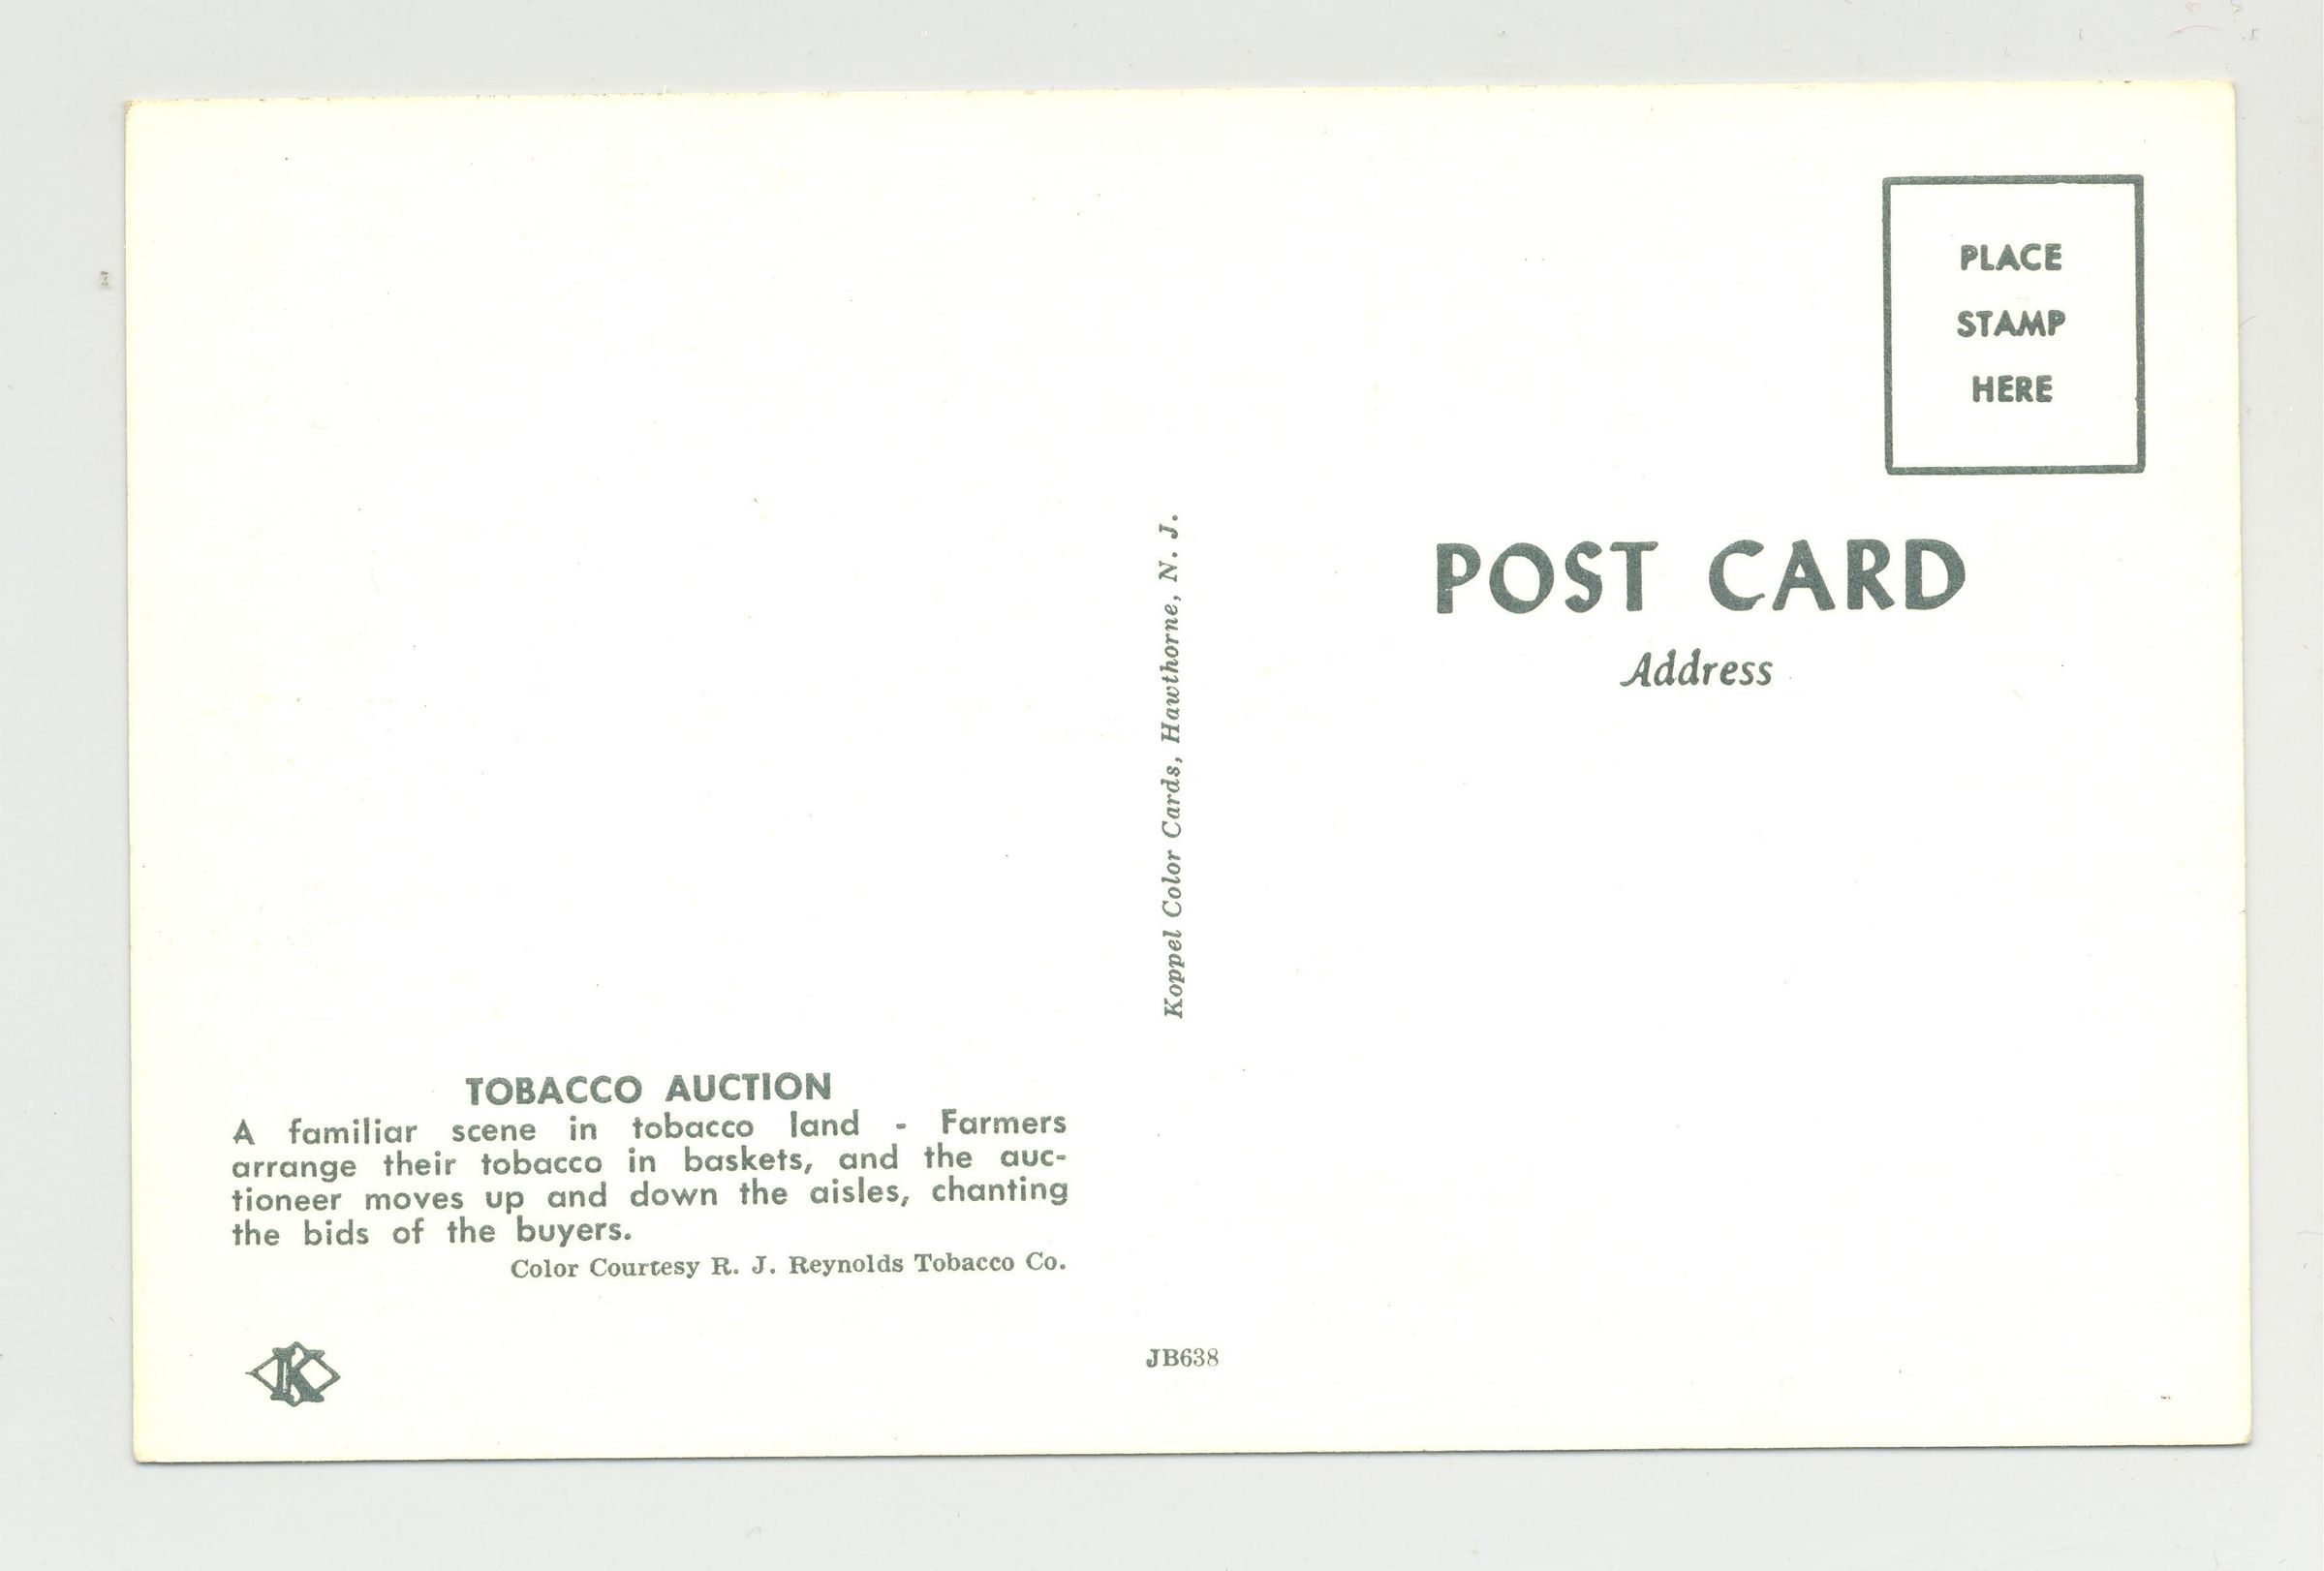 PLACE
STAMP
HERE
POST CARD
Address
Koppel Color Cards, Hawthorne, N. J.
TOBACCO AUCTION
A familiar scene in tobacco land - Farmers
arrange their tobacco in baskets, and the auc-
tioneer moves up and down the aisles, chanting
the bids of the buyers.
Color Courtesy R. J. Reynolds Tobacco Co.
K
JB638